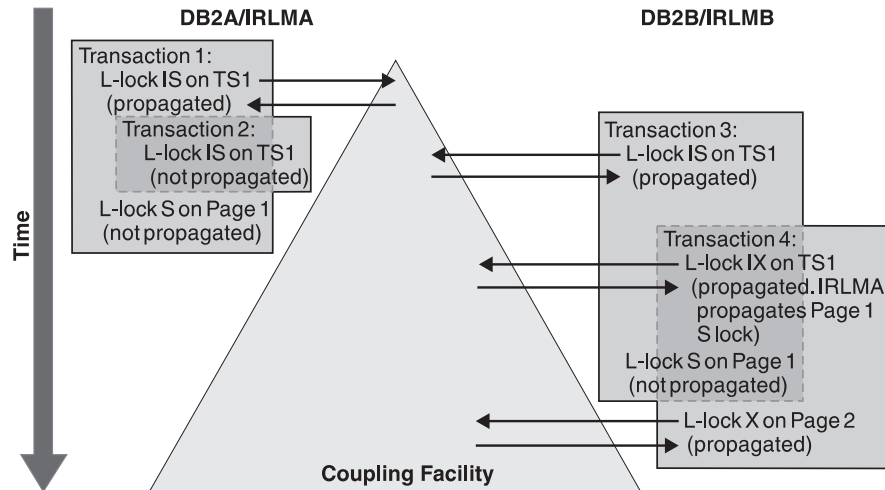 DB2A/IRLMA
DB2B/IRLMB
Time
Transaction 1:
L-lock IS on TS1
(propagated)
Transaction 2:
L-lock IS on TS1
(not propagated)
L-lock S on Page 1
(not propagated)
Transaction 3:
L-lock IS on TS1
(propagated)
Transaction 4:
L-lock IX on TS1
(propagated. IRLMA
propagates Page 1
S lock)
L-lock S on Page 1
(not propagated)
L-lock X on Page 2
(propagated)
Coupling Facility